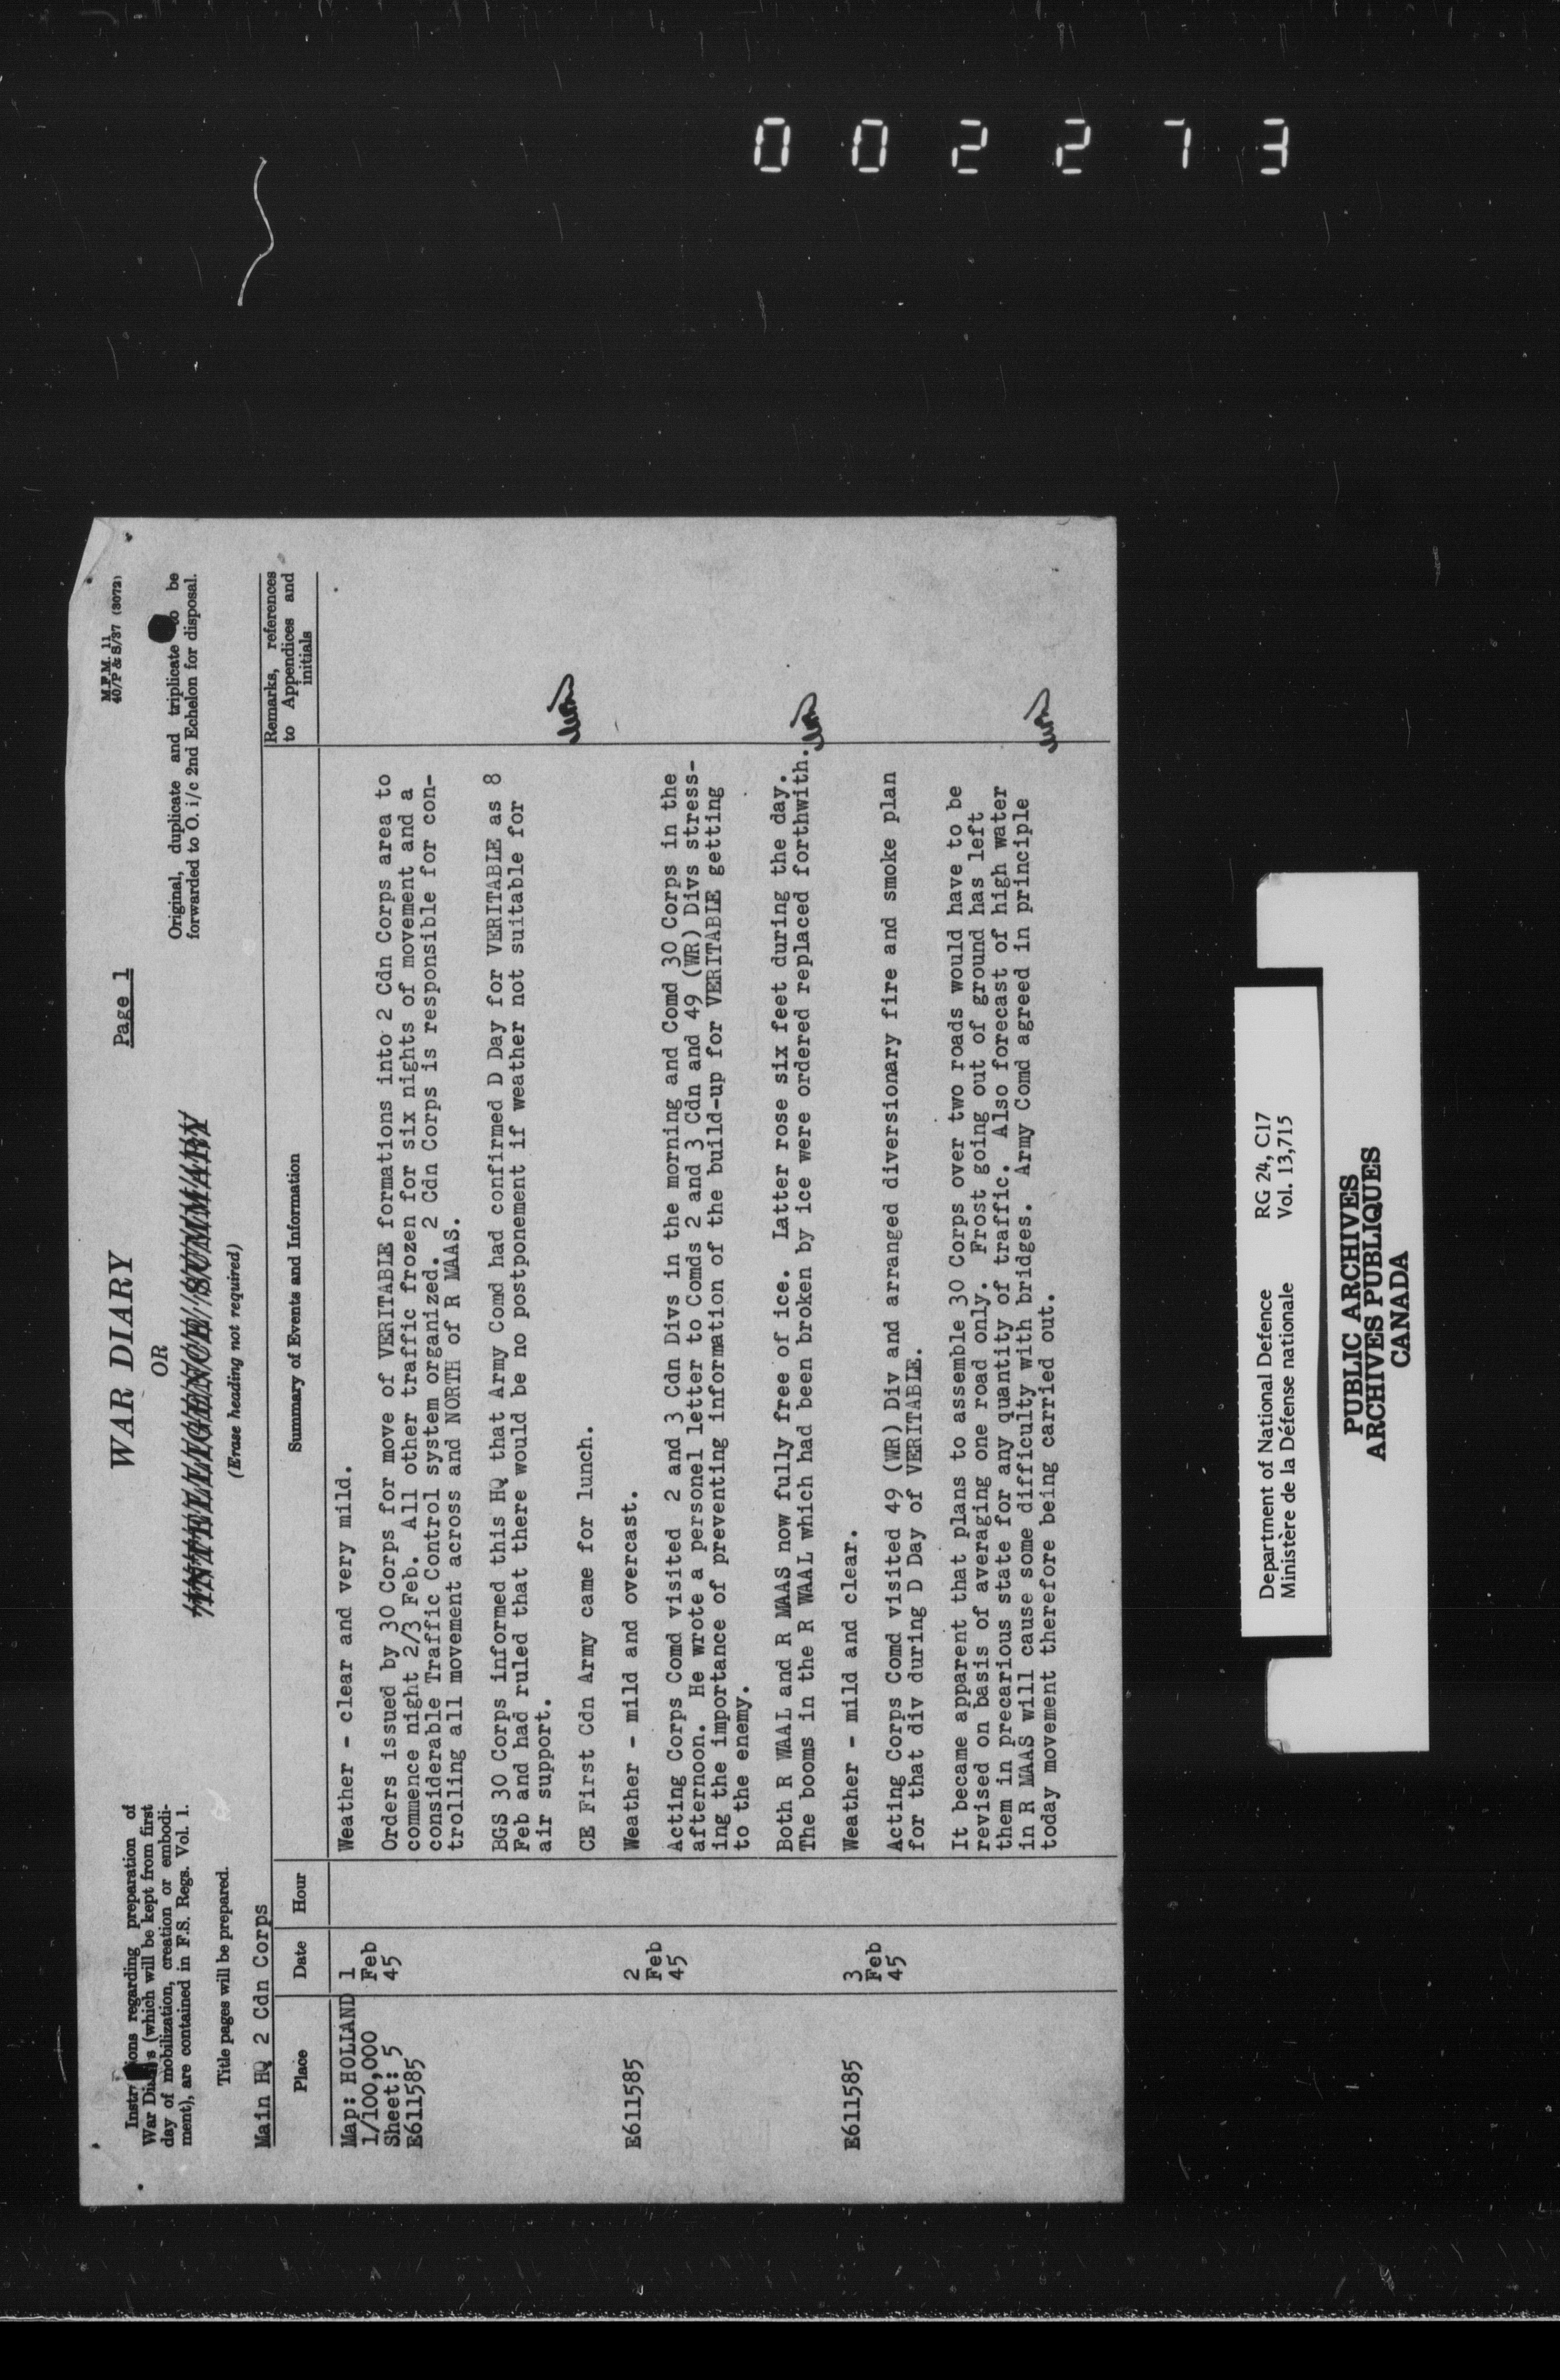 002273
Instr ons regarding preparation of
War Dia s (which will be kept from first
day of mobilization, creation or embodi-
ment), are contained in F.S. Regs. Vol. 1.
Title pages will be prepared.
WAR DIARY
OR
INTELLIGENCE SUMMARY
(Erase heading not required)
Page 1
M.F.M. 11
40/P & S/37 (3072)
Original, duplicate and triplicate to be
forwarded to O. i/c 2nd Echelon for disposal.
Main HQ 2 Cdn Corps
Place Date Hour Summary of Events and Information Remarks, references
to Appendices and
initials
Map: HOLLAND
1/100,000
Sheet: 5
E611585
1
Feb
45
Weather - clear and very mild.
Orders issued by 30 Corps for move of VERITABLE formations into 2 Cdn Corps area to
commence night 2/3 Feb. All other traffic frozen for six nights of movement and a
considerable Traffic Control system organized. 2 Cdn Corps is responsible for con-
trolling all movement across and NORTH of R MAAS.
BGS 30 Corps informed this HQ that Army Comd had confirmed D Day for VERITABLE as 8
Feb and had ruled that there would be no postponement if weather not suitable for
air support.
CE First Cdn Army came for lunch.
E611585
2
Feb
45
Weather - mild and overcast.
Acting Corps Comd visited 2 and 3 Cdn Divs in the morning and Comd 30 Corps in the
afternoon. He wrote a personel letter to Comds 2 and 3 Cdn and 49 (WR) Divs stress-
ing the importance of preventing information of the build-up for VERITABLE getting
to the enemy.
Both R WAAL and R MAAS now fully free of ice. Latter rose six feet during the day.
The booms in the R WAAL which had been broken by ice were ordered replaced forthwith.
E611585
3
Feb
45
Weather - mild and clear.
Acting Corps Comd visited 49 (WR) Div and arranged diversionary fire and smoke plan
for that div during D Day of VERITABLE.
It became apparent that plans to assemble 30 Corps over two roads would have to be
revised on basis of averaging one road only. Frost going out of ground has left
them in precarious state for any quantity of traffic. Also forecast of high water
in R MAAS will cause some difficulty with bridges. Army Comd agreed in principle
today movement therefore being carried out.
Department of National Defence RG 24, C17
Ministère de la Défense nationale Vol. 13,715
PUBLIC ARCHIVES
ARCHIVES PUBLIQUES
CANADA